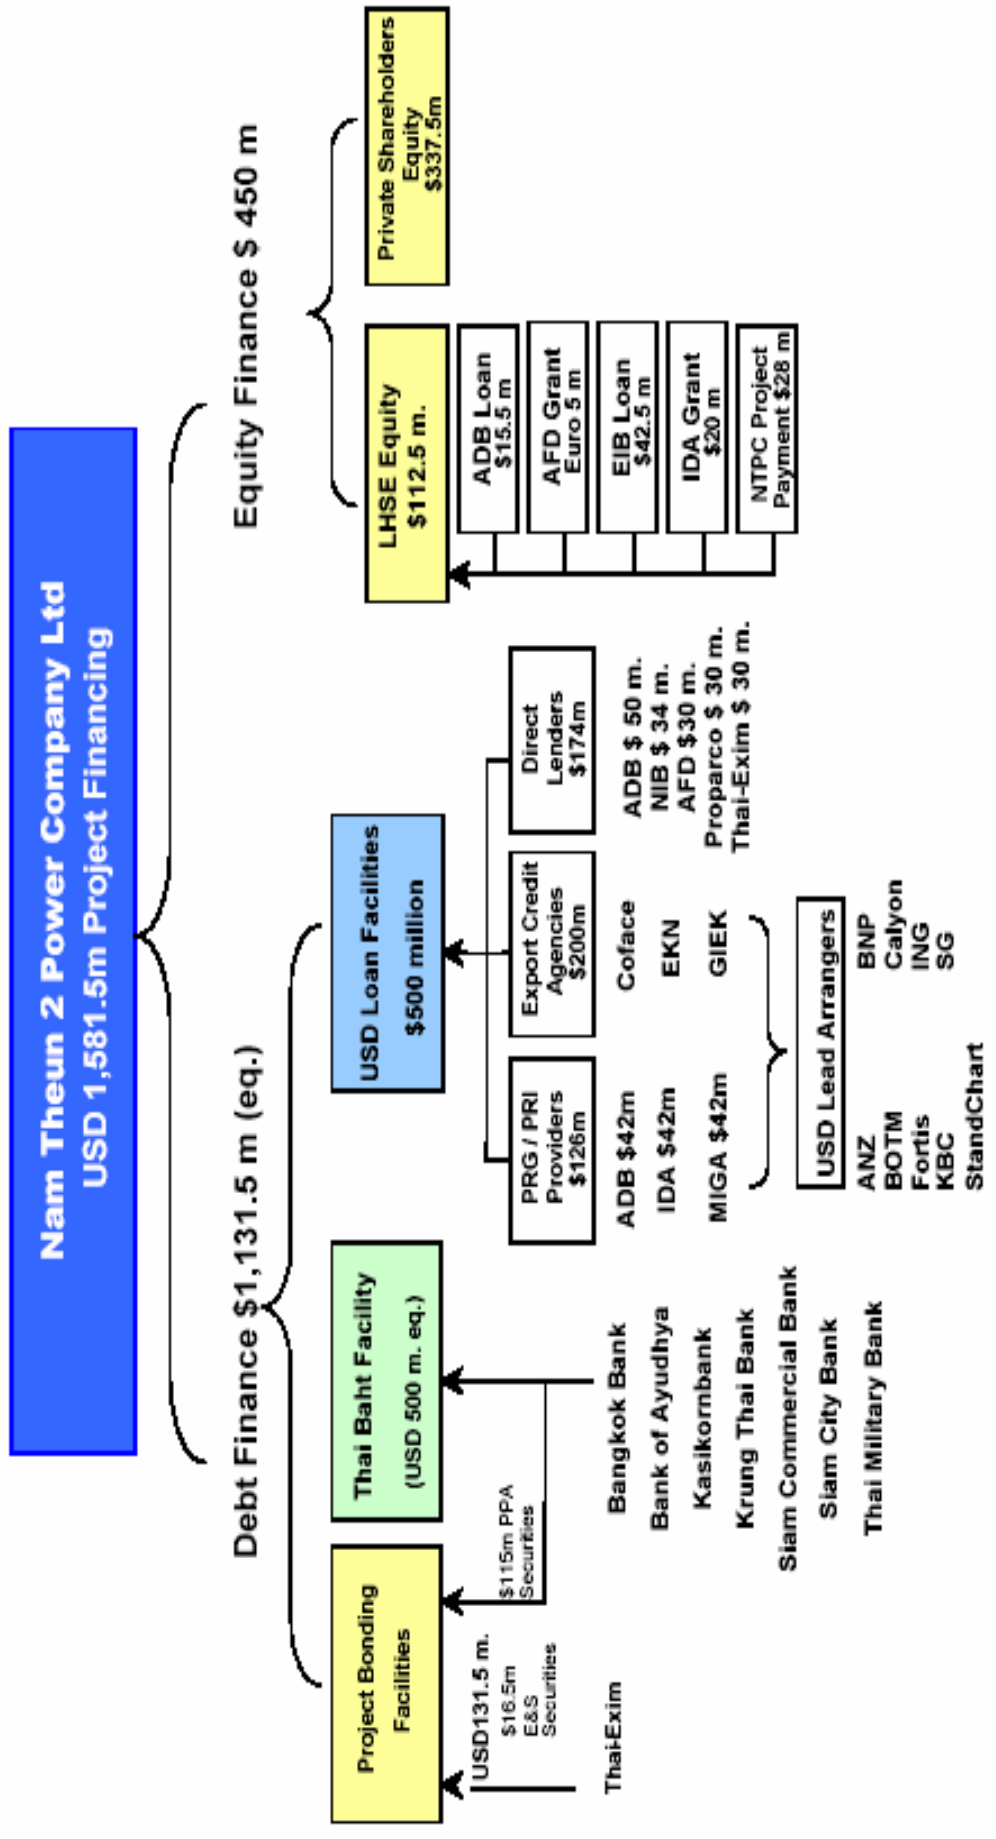 Nam Theun 2 Power Company Ltd
USD 1,581.5m Project Financing
Debt Finance $1,131.5 m (eq.)
Equity Finance $ 450 m
Project Bonding
Facilities
Thai Baht Facility
(USD 500 m. eq.)
USD Loan Facilities
$500 million
LHSE Equity
$112.5 m.
Private Shareholders
Equity
$337.5m
USD131.5 m.
$16.5m
E&S
Securities
$115m PPA
Securities
Thai-Exim
Bangkok Bank
Bank of Ayudhya
Kasikornbank
Krung Thai Bank
Siam Commercial Bank
Siam City Bank
Thai Military Bank
PRG / PRI
Providers
$126m
ADB $42m
IDA $42m
MIGA $42m
Export Credit
Agencies
$200m
Coface
EKN
GIEK
Direct
Lenders
$174m
ADB $ 50 m.
NIB $ 34 m.
AFD $30 m.
Proparco $ 30 m.
Thai-Exim $ 30 m.
USD Lead Arrangers
ANZ
BOTM
Fortis
KBC
StandChart
BNP
Calyon
ING
SG
ADB Loan
$15.5 m
AFD Grant
Euro 5 m
EIB Loan
$42.5 m
IDA Grant
$20 m
NTPC Project
Payment $28 m